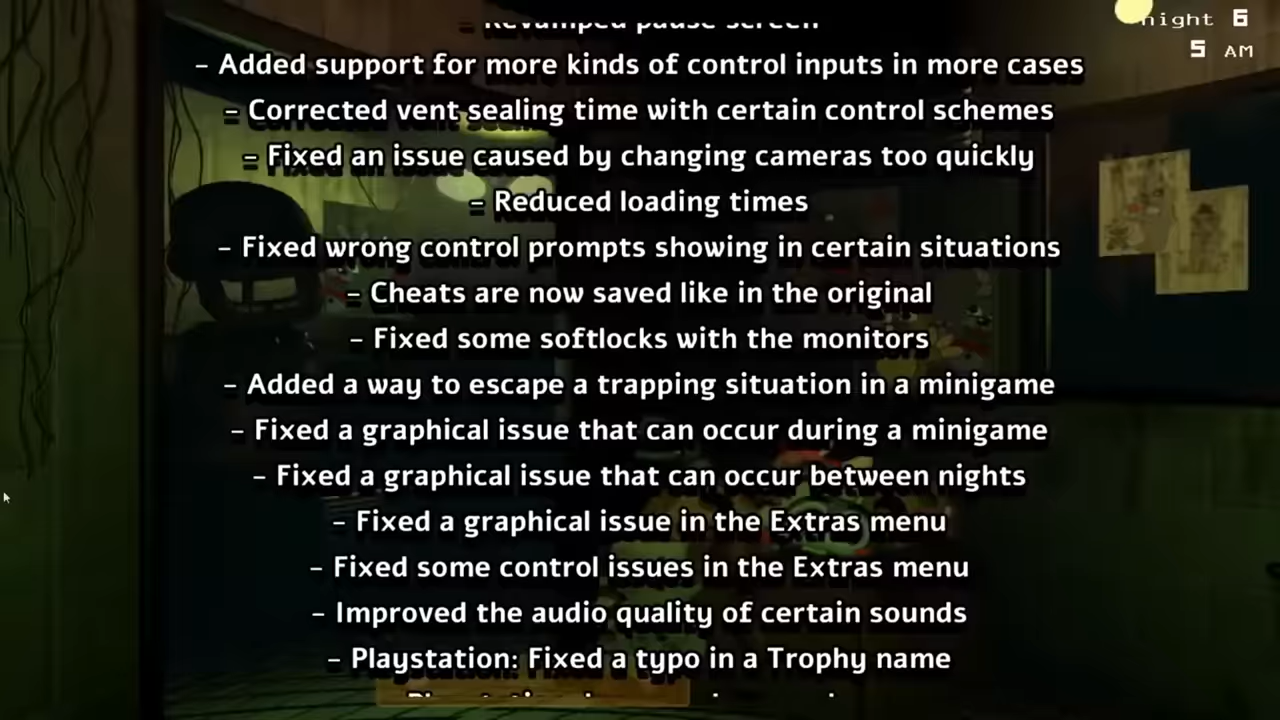 - Revamped pause screen
night 6
- Added support for more kinds of control inputs in more cases
5 AM
- Corrected vent sealing time with certain control schemes
- Fixed an issue caused by changing cameras too quickly
- Reduced loading times
- Fixed wrong control prompts showing in certain situations
- Cheats are now saved like in the original
- Fixed some softlocks with the monitors
- Added a way to escape a trapping situation in a minigame
- Fixed a graphical issue that can occur during a minigame
- Fixed a graphical issue that can occur between nights
- Fixed a graphical issue in the Extras menu
- Fixed some control issues in the Extras menu
- Improved the audio quality of certain sounds
- Playstation: Fixed a typo in a Trophy name